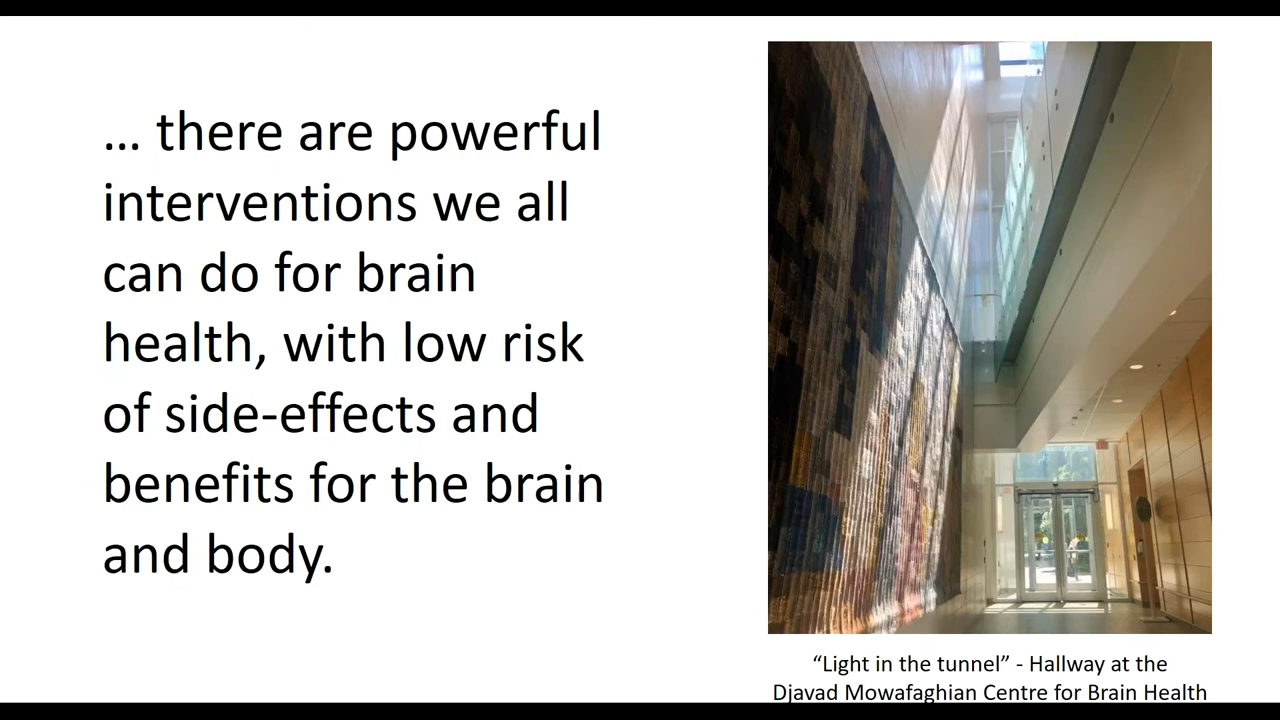 ... there are powerful
interventions we all
can do for brain
health, with low risk
of side-effects and
benefits for the brain
and body.
“Light in the tunnel” - Hallway at the
Djavad Mowafaghian Centre for Brain Health